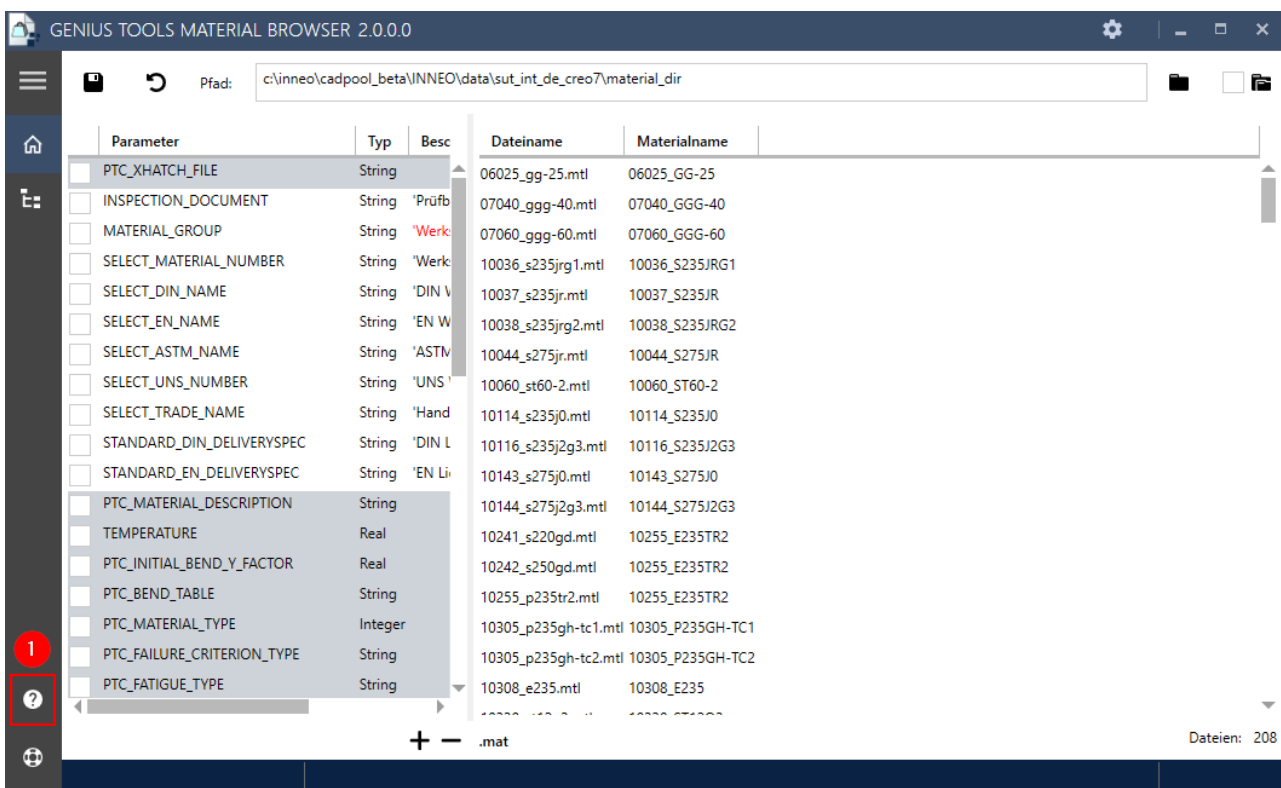 GENIUS TOOLS MATERIAL BROWSER 2.0.0.0
Pfad: c:\inneo\cadpool_beta\INNEO\data\sut_int_de_creo7\material_dir
Parameter Typ Besc Dateiname Materialname
PTC_XHATCH_FILE String 06025_gg-25.mtl 06025_GG-25
INSPECTION_DOCUMENT String 'Prüfb 07040_ggg-40.mtl 07040_GGG-40
MATERIAL_GROUP String 'Werks 07060_ggg-60.mtl 07060_GGG-60
SELECT_MATERIAL_NUMBER String 'Werks 10036_s235jrg1.mtl 10036_S235JRG1
SELECT_DIN_NAME String 'DIN W 10037_s235jr.mtl 10037_S235JR
SELECT_EN_NAME String 'EN W 10038_s235jrg2.mtl 10038_S235JRG2
SELECT_ASTM_NAME String 'ASTM 10044_s275jr.mtl 10044_S275JR
SELECT_UNS_NUMBER String 'UNS 10060_st60-2.mtl 10060_ST60-2
SELECT_TRADE_NAME String 'Hand 10114_s235j0.mtl 10114_S235J0
STANDARD_DIN_DELIVERYSPEC String 'DIN L 10116_s235j2g3.mtl 10116_S235J2G3
STANDARD_EN_DELIVERYSPEC String 'EN Li 10143_s275j0.mtl 10143_S275J0
PTC_MATERIAL_DESCRIPTION String 10144_s275j2g3.mtl 10144_S275J2G3
TEMPERATURE Real 10241_s220gd.mtl 10255_E235TR2
PTC_INITIAL_BEND_Y_FACTOR Real 10242_s250gd.mtl 10255_E235TR2
PTC_BEND_TABLE String 10255_p235tr2.mtl 10255_E235TR2
PTC_MATERIAL_TYPE Integer 10305_p235gh-tc1.mtl 10305_P235GH-TC1
1
PTC_FAILURE_CRITERION_TYPE String 10305_p235gh-tc2.mtl 10305_P235GH-TC2
PTC_FATIGUE_TYPE String 10308_e235.mtl 10308_E235
.mat Dateien: 208